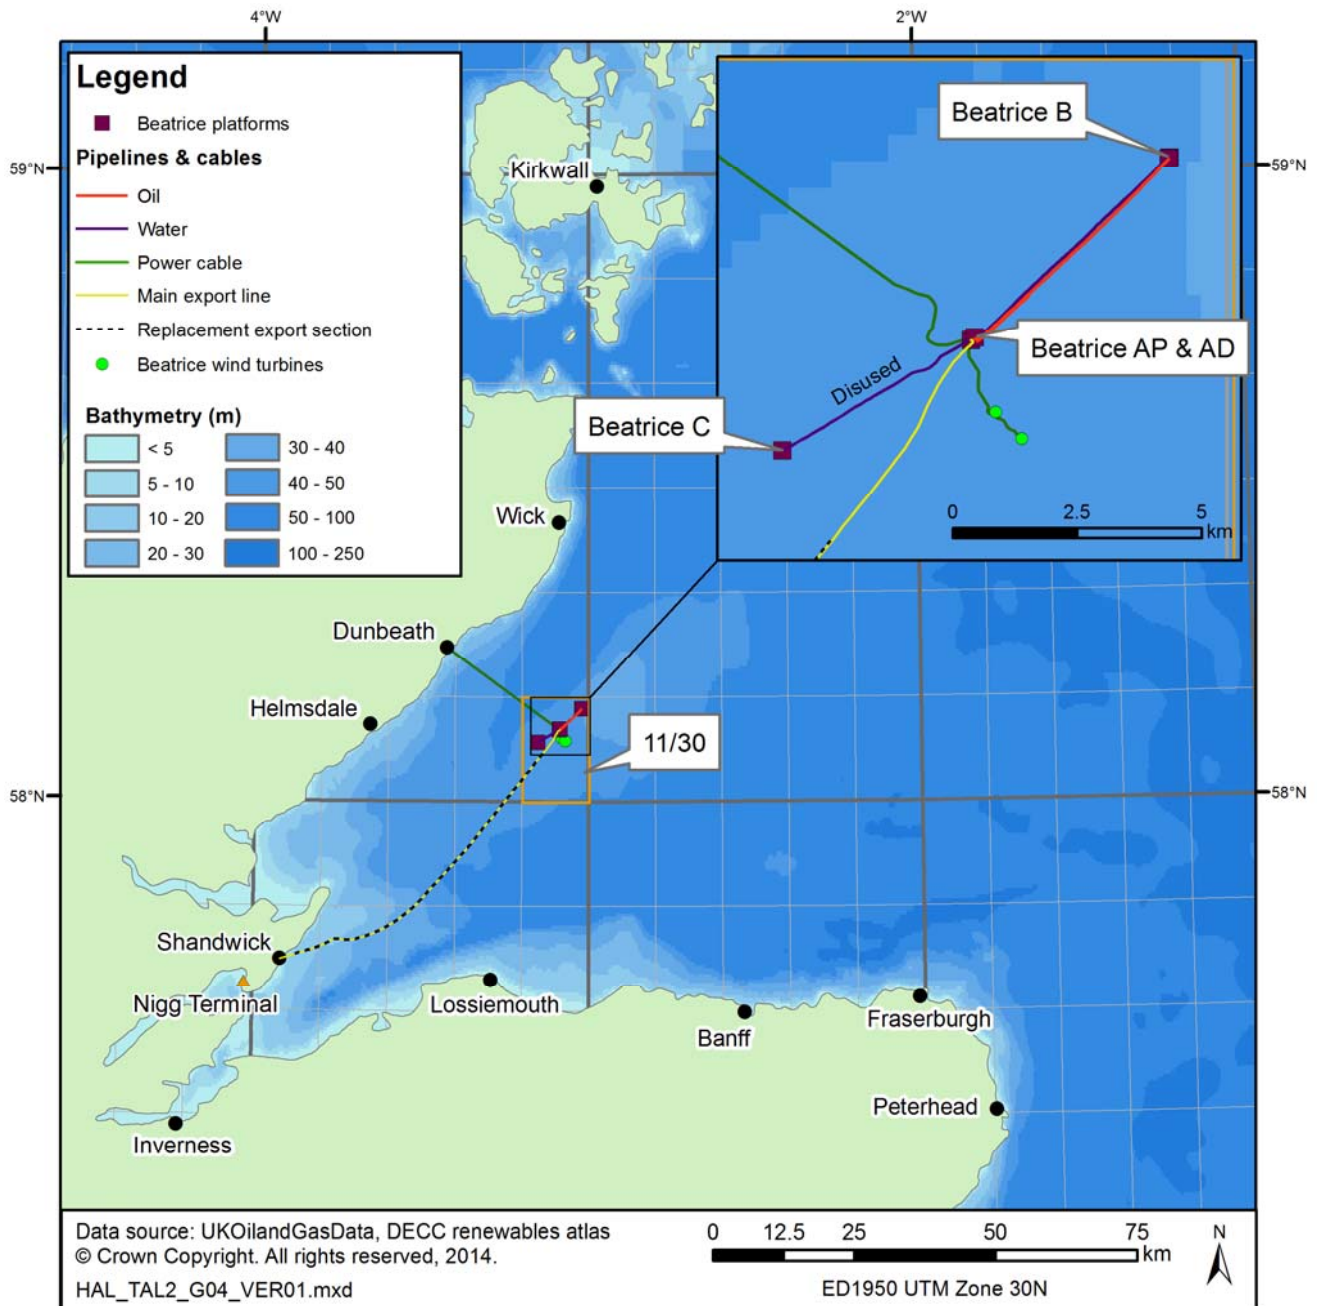 4°W
2°W
59°N
59°N
58°N
58°N
Legend
Beatrice platforms
Pipelines & cables
Oil
Water
Power cable
Main export line
Replacement export section
Beatrice wind turbines
Bathymetry (m)
< 5
30 - 40
5 - 10
40 - 50
10 - 20
50 - 100
20 - 30
100 - 250
Beatrice B
Beatrice AP & AD
Disused
Beatrice C
0
2.5
5
km
Kirkwall
Wick
Dunbeath
Helmsdale
11/30
Shandwick
Nigg Terminal
Lossiemouth
Banff
Fraserburgh
Peterhead
Inverness
Data source: UKOilandGasData, DECC renewables atlas
© Crown Copyright. All rights reserved, 2014.
HAL_TAL2_G04_VER01.mxd
0
12.5
25
50
75
km
ED1950 UTM Zone 30N
N